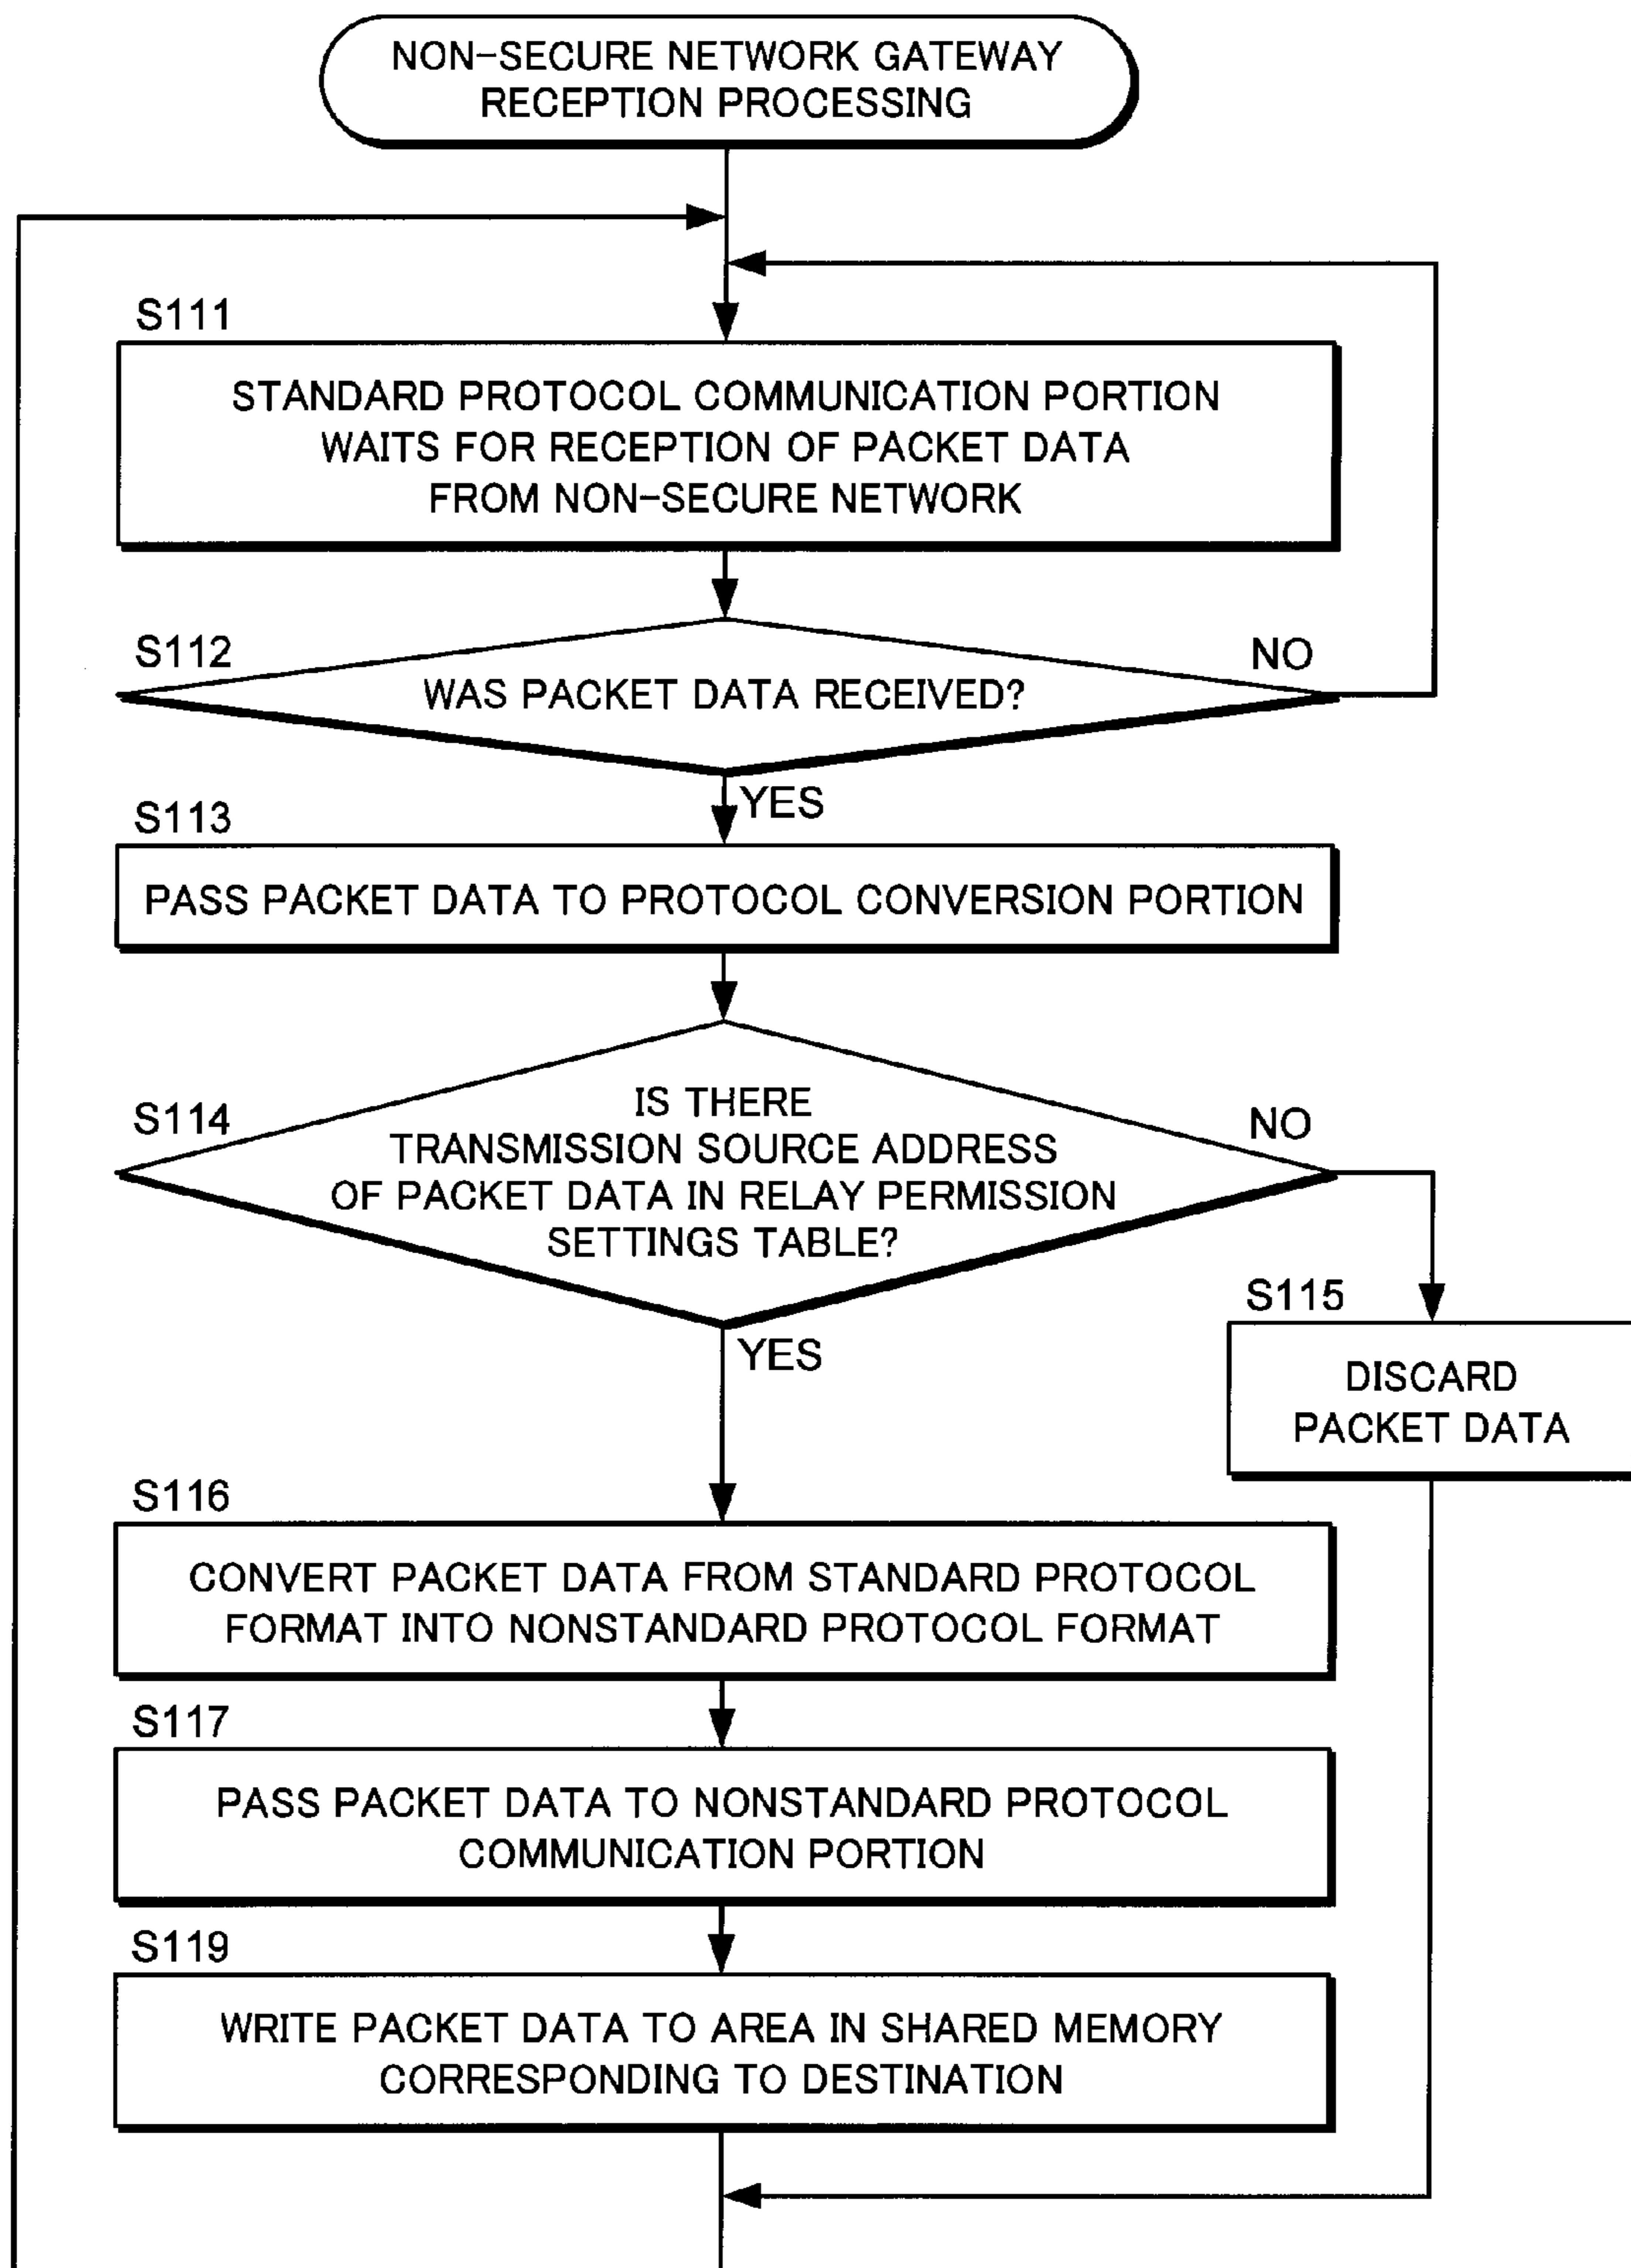 NON-SECURE NETWORK GATEWAY
RECEPTION PROCESSING
S111
STANDARD PROTOCOL COMMUNICATION PORTION
WAITS FOR RECEPTION OF PACKET DATA
FROM NON-SECURE NETWORK
S112
NO
WAS PACKET DATA RECEIVED?
YES
S113
PASS PACKET DATA TO PROTOCOL CONVERSION PORTION
S114
NO
IS THERE
TRANSMISSION SOURCE ADDRESS
OF PACKET DATA IN RELAY PERMISSION
SETTINGS TABLE?
YES
S115
DISCARD
PACKET DATA
S116
CONVERT PACKET DATA FROM STANDARD PROTOCOL
FORMAT INTO NONSTANDARD PROTOCOL FORMAT
S117
PASS PACKET DATA TO NONSTANDARD PROTOCOL
COMMUNICATION PORTION
S119
WRITE PACKET DATA TO AREA IN SHARED MEMORY
CORRESPONDING TO DESTINATION